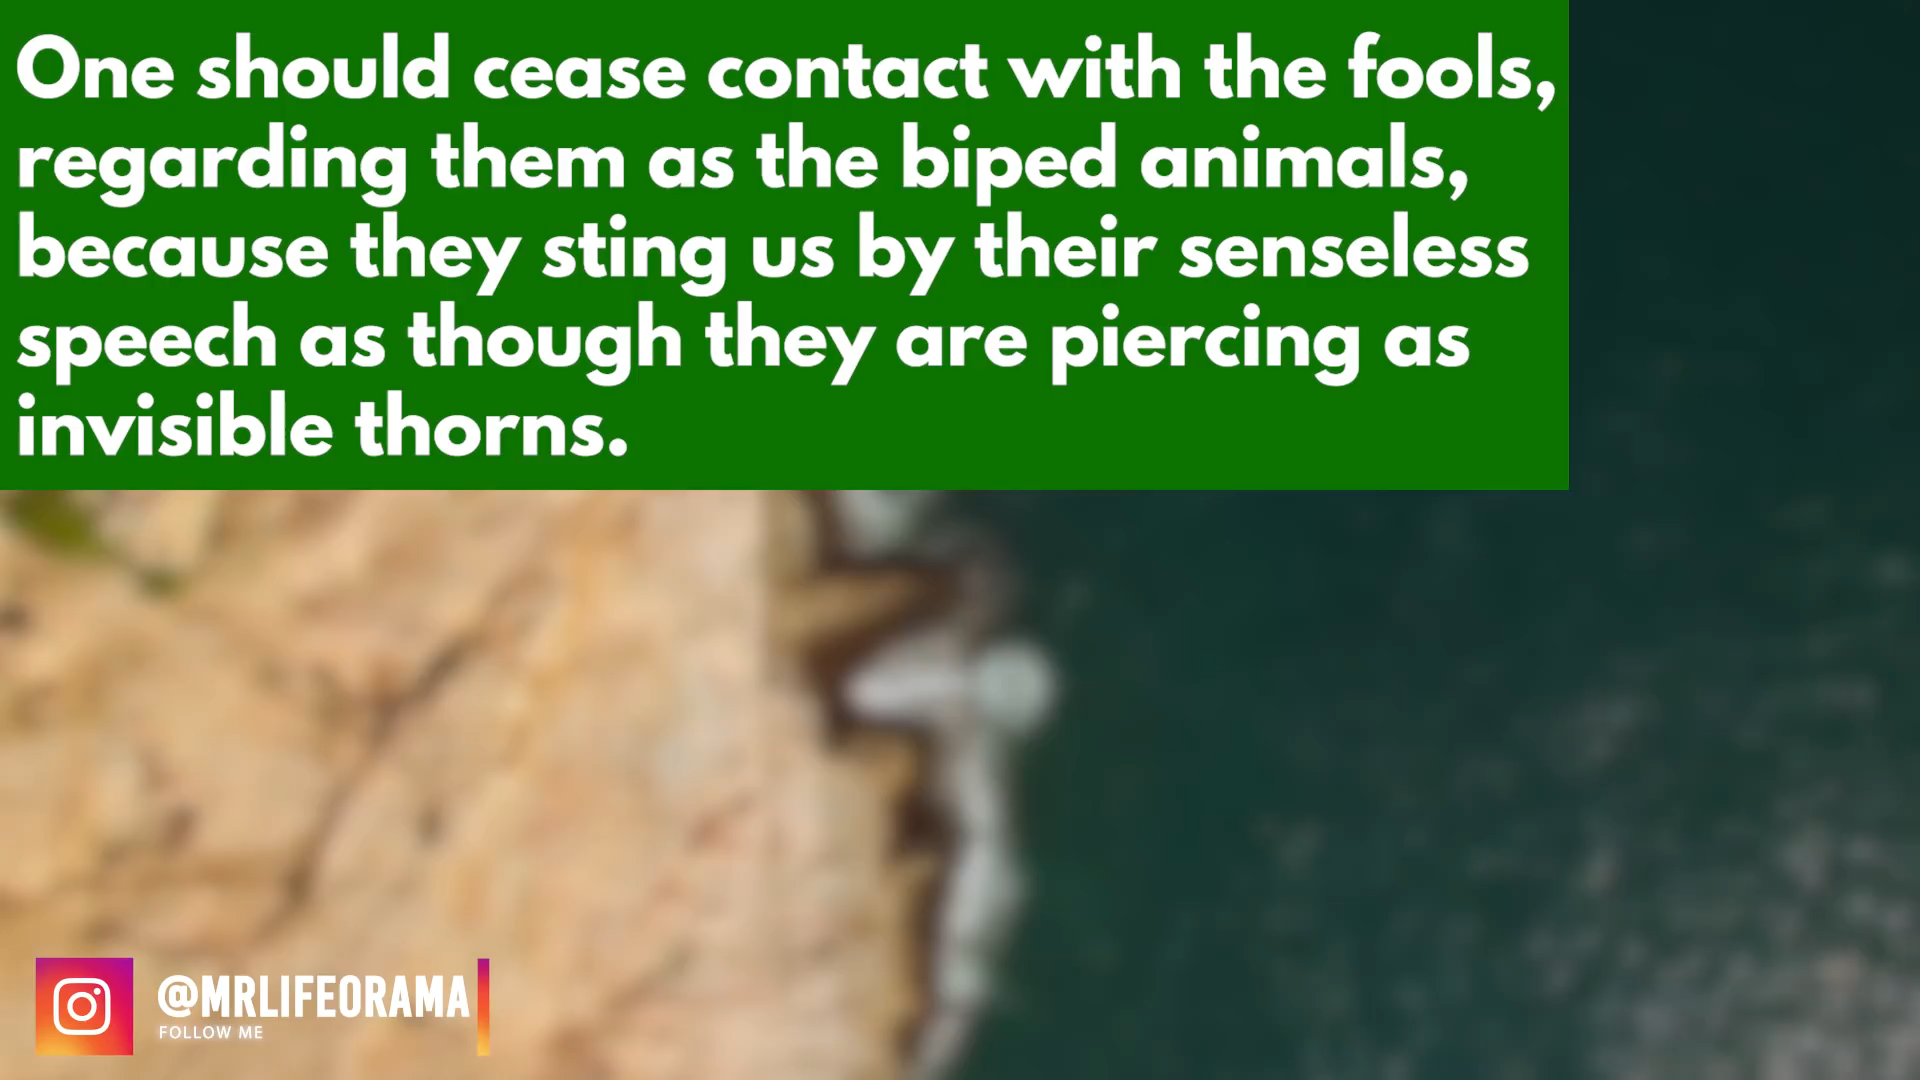 One should cease contact with the fools,
regarding them as the biped animals,
because they sting us by their senseless
speech as though they are piercing as
invisible thorns.
@MRLIFEORAMA
FOLLOW ME